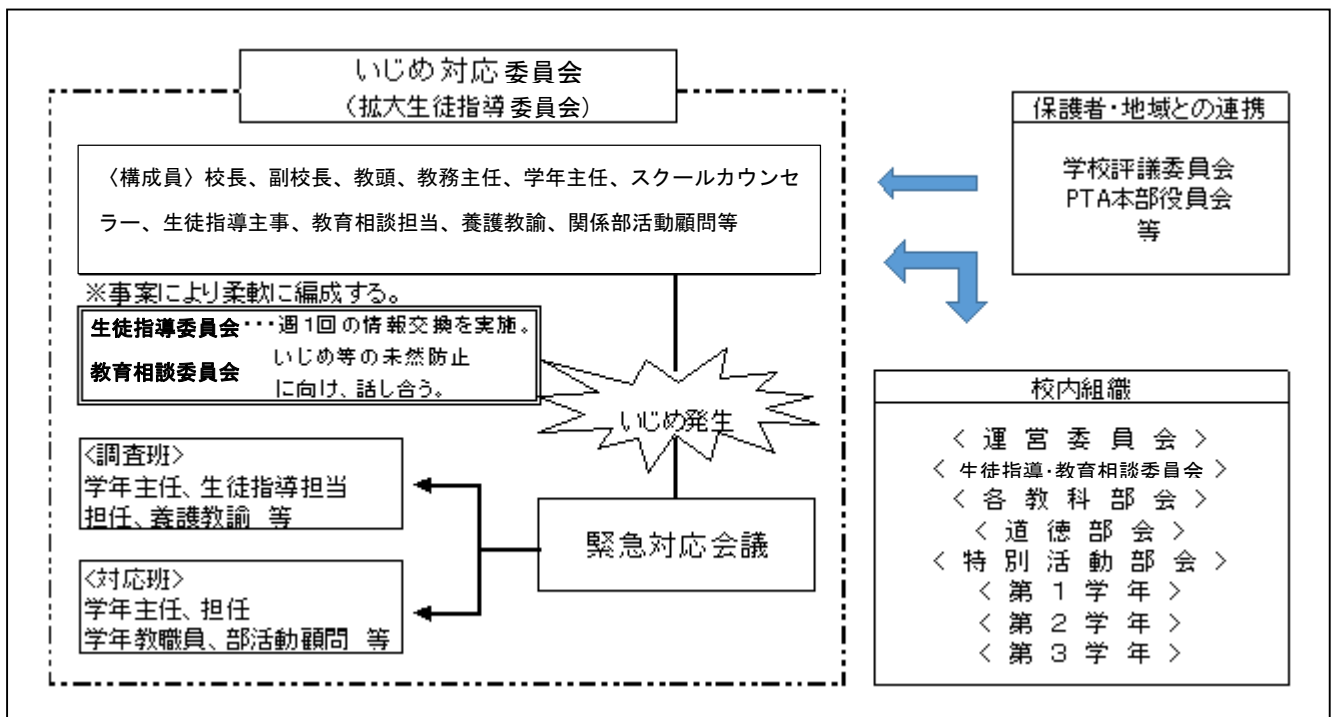 いじめ対応委員会
（拡大生徒指導委員会）
〈構成員〉校長、副校長、教頭、教務主任、学年主任、スクールカウンセ
ラー、生徒指導主事、教育相談担当、養護教諭、関係部活動顧問等
※事案により柔軟に編成する。
生徒指導委員会・・・週1回の情報交換を実施。
教育相談委員会 いじめ等の未然防止
に向け、話し合う。
いじめ発生
<調査班>
学年主任、生徒指導担当
担任、養護教諭 等
緊急対応会議
<対応班>
学年主任、担任
学年教職員、部活動顧問 等
保護者・地域との連携
学校評議委員会
PTA本部役員会
等
校内組織
< 運 営 委 員 会 >
< 生徒指導・教育相談委員会 >
< 各 教 科 部 会 >
< 道 徳 部 会 >
< 特 別 活 動 部 会 >
< 第 1 学 年 >
< 第 2 学 年 >
< 第 3 学 年 >